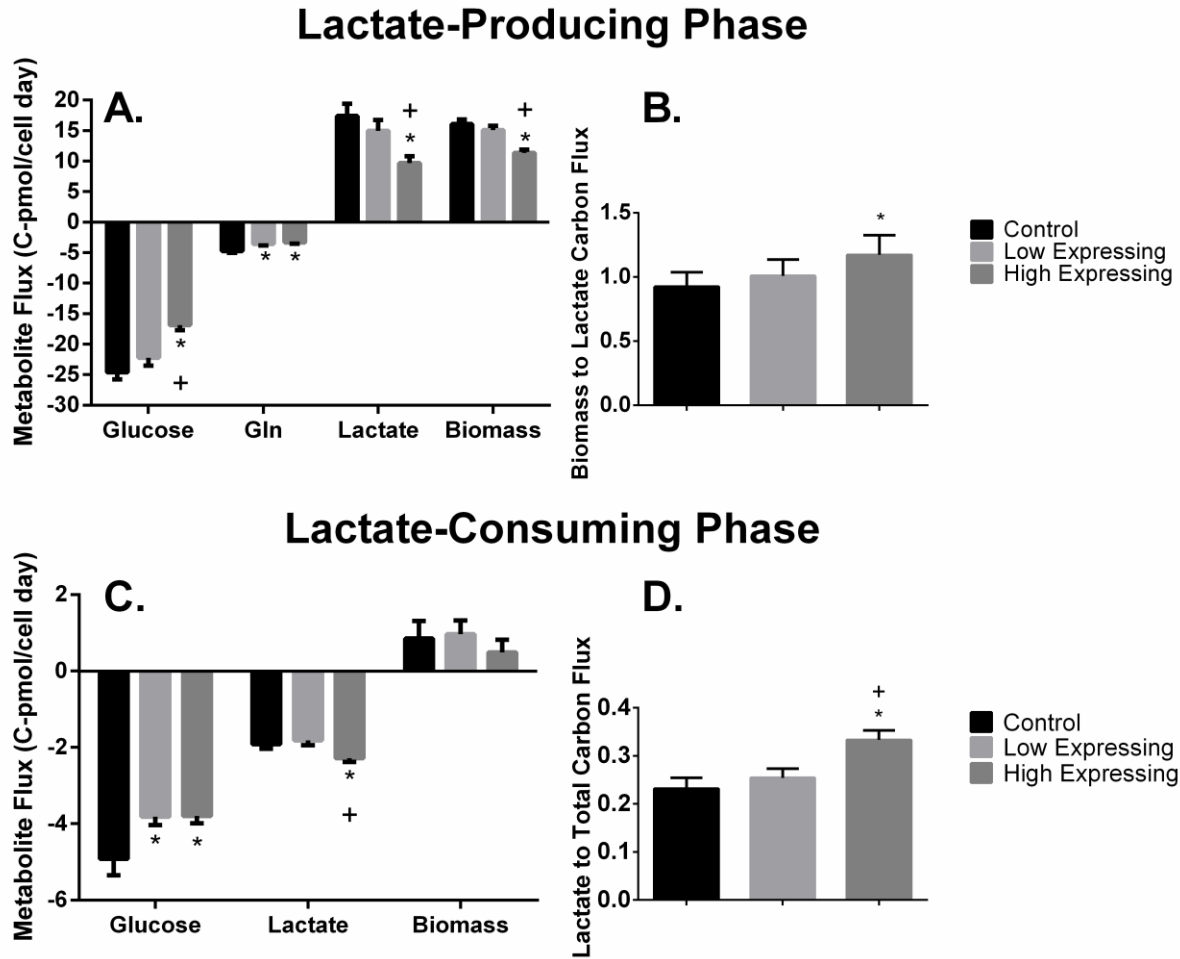 Lactate-Producing Phase
A.
Metabolite Flux (C-pmol/cell day)
20
15
10
5
0
-5
-10
-15
-20
-25
-30
+
*
+
*
*
*
*
+
Glucose
Gln
Lactate
Biomass
B.
Biomass to Lactate Carbon Flux
1.5
1.0
0.5
0.0
*
Control
Low Expressing
High Expressing
Lactate-Consuming Phase
C.
Metabolite Flux (C-pmol/cell day)
2
0
-2
-4
-6
*
*
*
+
Glucose
Lactate
Biomass
D.
Lactate to Total Carbon Flux
0.4
0.3
0.2
0.1
0.0
+
*
Control
Low Expressing
High Expressing